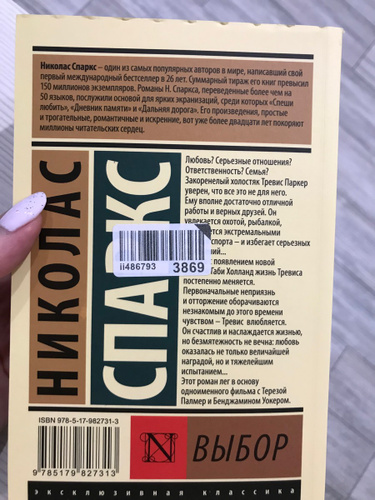 Николас Спаркс – один из самых популярных авторов в мире, написавший свой
первый международный бестселлер в 26 лет. Суммарный тираж его книг превысил
150 миллионов экземпляров. Романы Н. Спаркса, переведенные более чем на
50 языков, послужили основой для ярких экранизаций, среди которых «Спеши
любить», «Дневник памяти» и «Дальняя дорога». Его произведения, простые
и трогательные, романтичные и искренние, вот уже более двадцати лет покоряют
миллионы читательских сердец.
НИКОЛАС
СПАРКС
Любовь? Серьезные отношения?
Ответственность? Семья?
Закоренелый холостяк Тревис Паркер
уверен, что все это не для него.
Ему вполне достаточно отличной
работы и верных друзей. Он
увлекается охотой, рыбалкой,
экстремальными
спорта – и избегает серьезных
появлением новой
Габи Холланд жизнь Тревиса
постепенно меняется.
Первоначальные неприязнь
и отторжение оборачиваются
незнакомым до этого времени
чувством – Тревис влюбляется.
Он счастлив и наслаждается жизнью,
но безмятежность не вечна: любовь
оказалась не только величайшей
наградой, но и тяжелейшим
испытанием...
Этот роман лег в основу
одноименного фильма с Терезой
Палмер и Бенджамином Уокером.
ii486793
3869
ISBN 978-5-17-982731-3
9 785179 827313
N
ВЫБОР
эксклюзивная классика